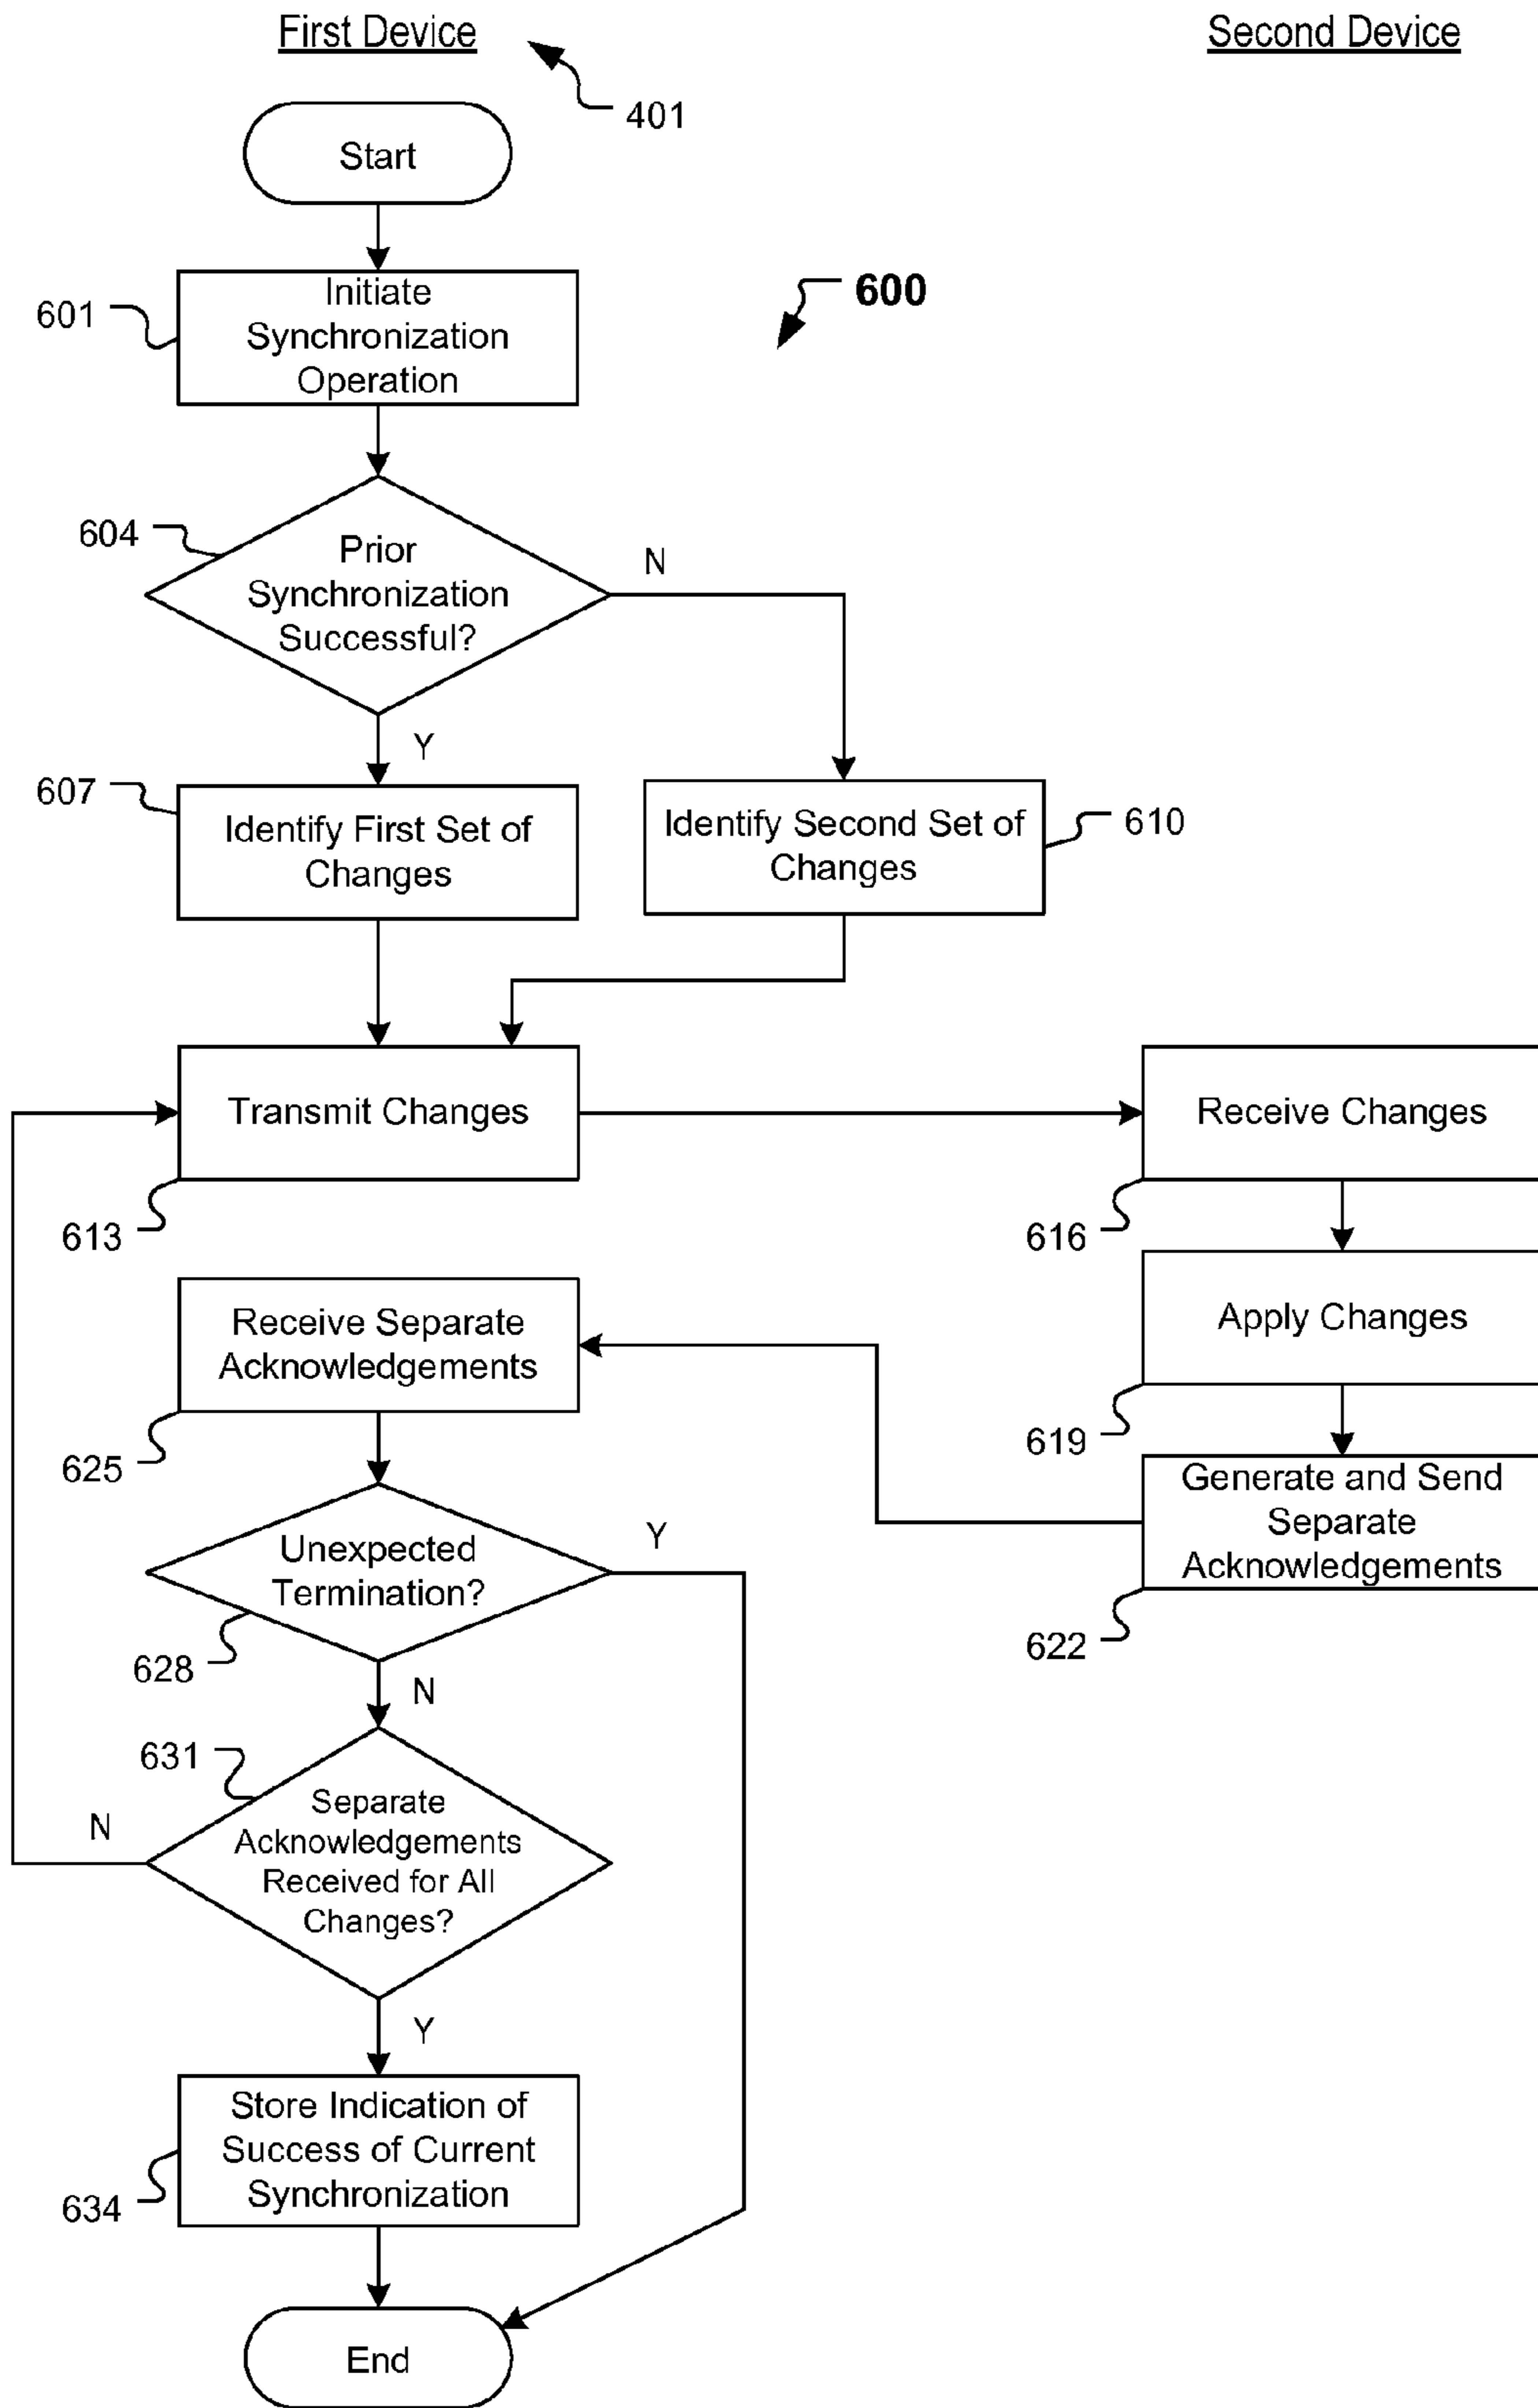 First Device
Second Device
401
Start
600
601
Initiate
Synchronization
Operation
604
Prior
Synchronization
Successful?
N
Y
607
Identify First Set of
Changes
Identify Second Set of
Changes
610
Transmit Changes
Receive Changes
613
616
Receive Separate
Acknowledgements
Apply Changes
625
619
Unexpected
Termination?
Y
Generate and Send
Separate
Acknowledgements
628
622
N
631
Separate
Acknowledgements
Received for All
Changes?
N
Y
Store Indication of
Success of Current
Synchronization
634
End